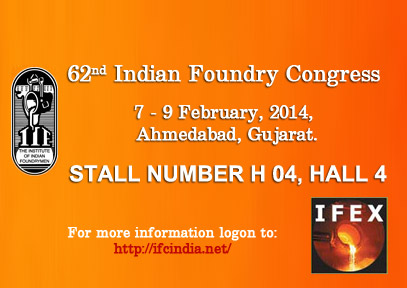 62nd Indian Foundry Congress
7 - 9 February, 2014,
Ahmedabad, Gujarat.
THE INSTITUTE
OF INDIAN
FOUNDRYMEN
STALL NUMBER H 04, HALL 4
IFEX
For more information logon to:
http://ifcindia.net/